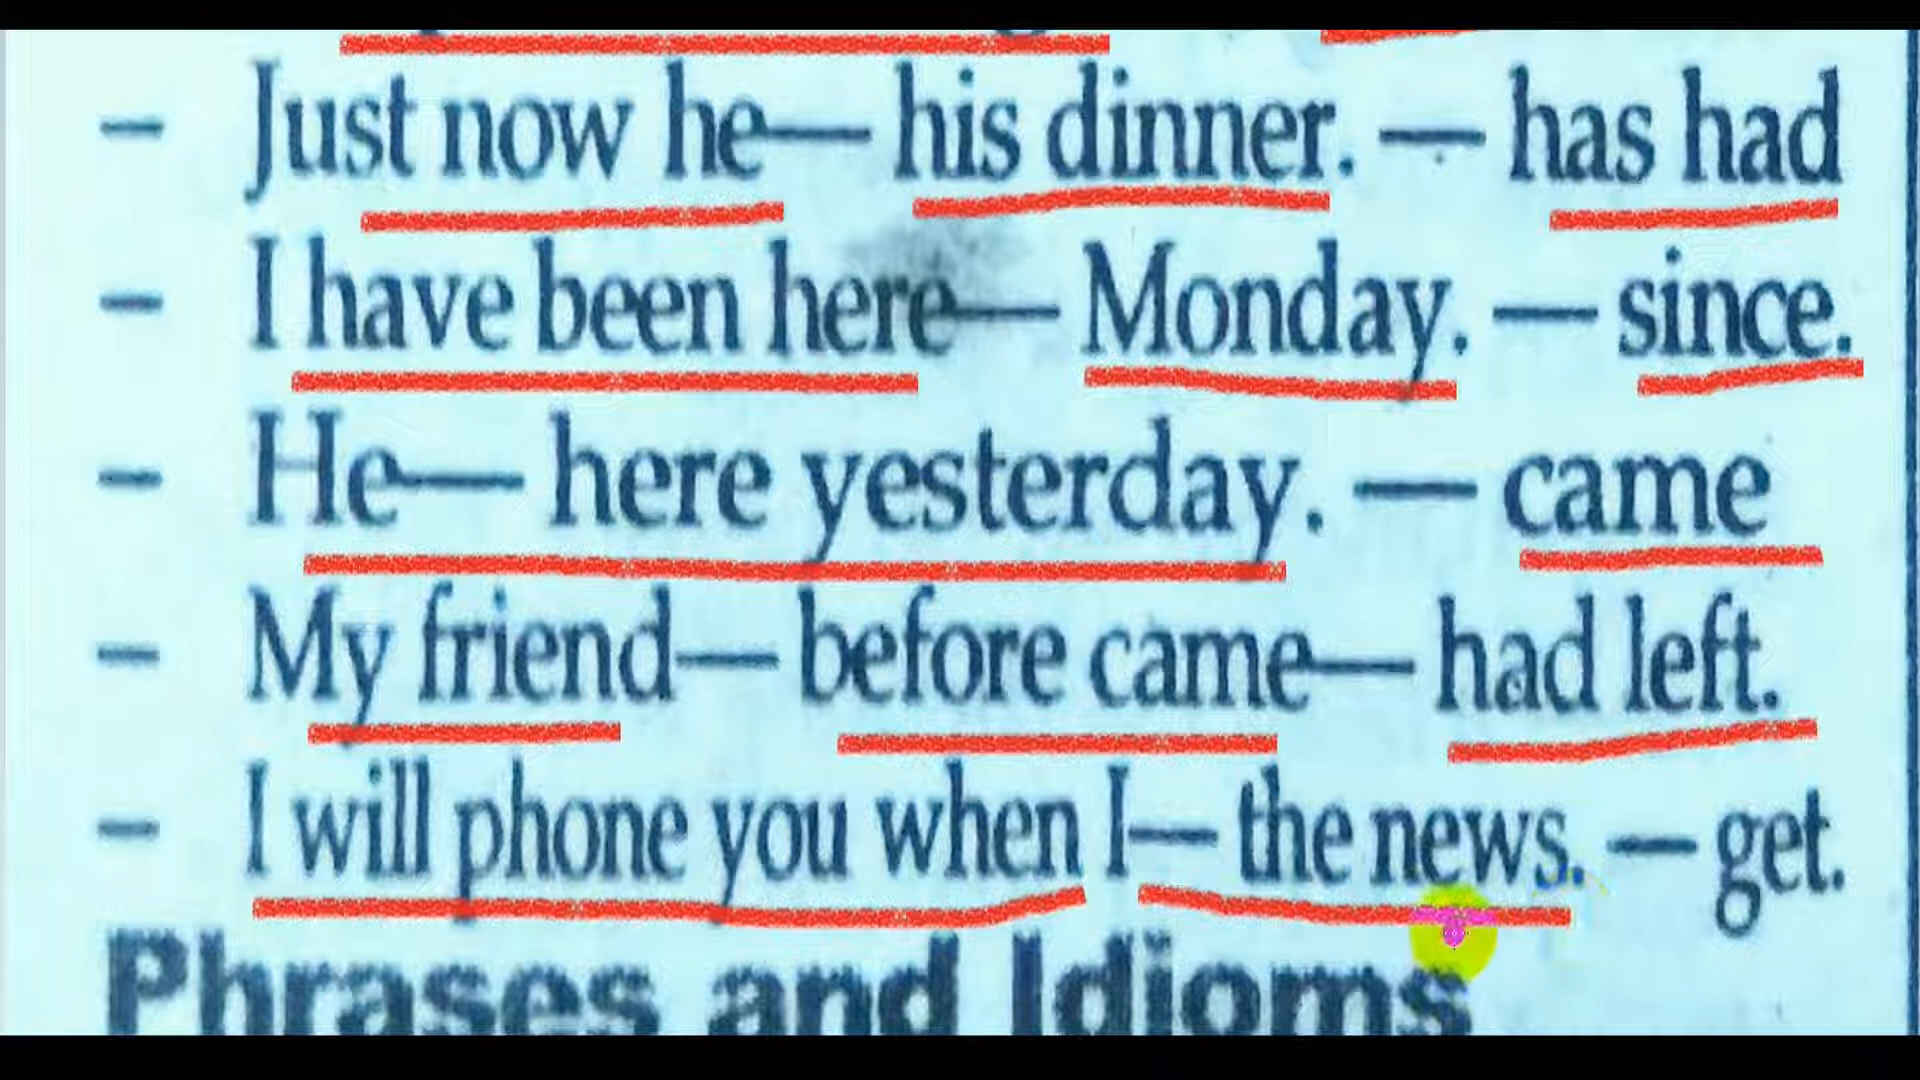 – Just now he— his dinner. — has had
– I have been here— Monday. — since.
– He— here yesterday. — came
– My friend— before came— had left.
– I will phone you when I— the news. — get.
Phrases and Idioms